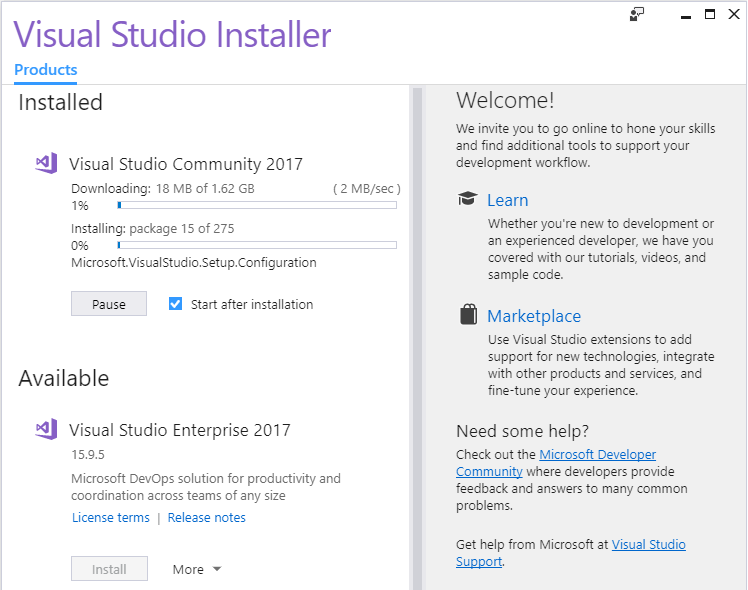 Visual Studio Installer
Products
Installed
Visual Studio Community 2017
Downloading: 18 MB of 1.62 GB ( 2 MB/sec )
1%
Installing: package 15 of 275
0%
Microsoft.VisualStudio.Setup.Configuration
Pause
Start after installation
Available
Visual Studio Enterprise 2017
15.9.5
Microsoft DevOps solution for productivity and
coordination across teams of any size
License terms | Release notes
Install
More
Welcome!
We invite you to go online to hone your skills
and find additional tools to support your
development workflow.
Learn
Whether you're new to development or
an experienced developer, we have you
covered with our tutorials, videos, and
sample code.
Marketplace
Use Visual Studio extensions to add
support for new technologies, integrate
with other products and services, and
fine-tune your experience.
Need some help?
Check out the Microsoft Developer
Community where developers provide
feedback and answers to many common
problems.
Get help from Microsoft at Visual Studio
Support.